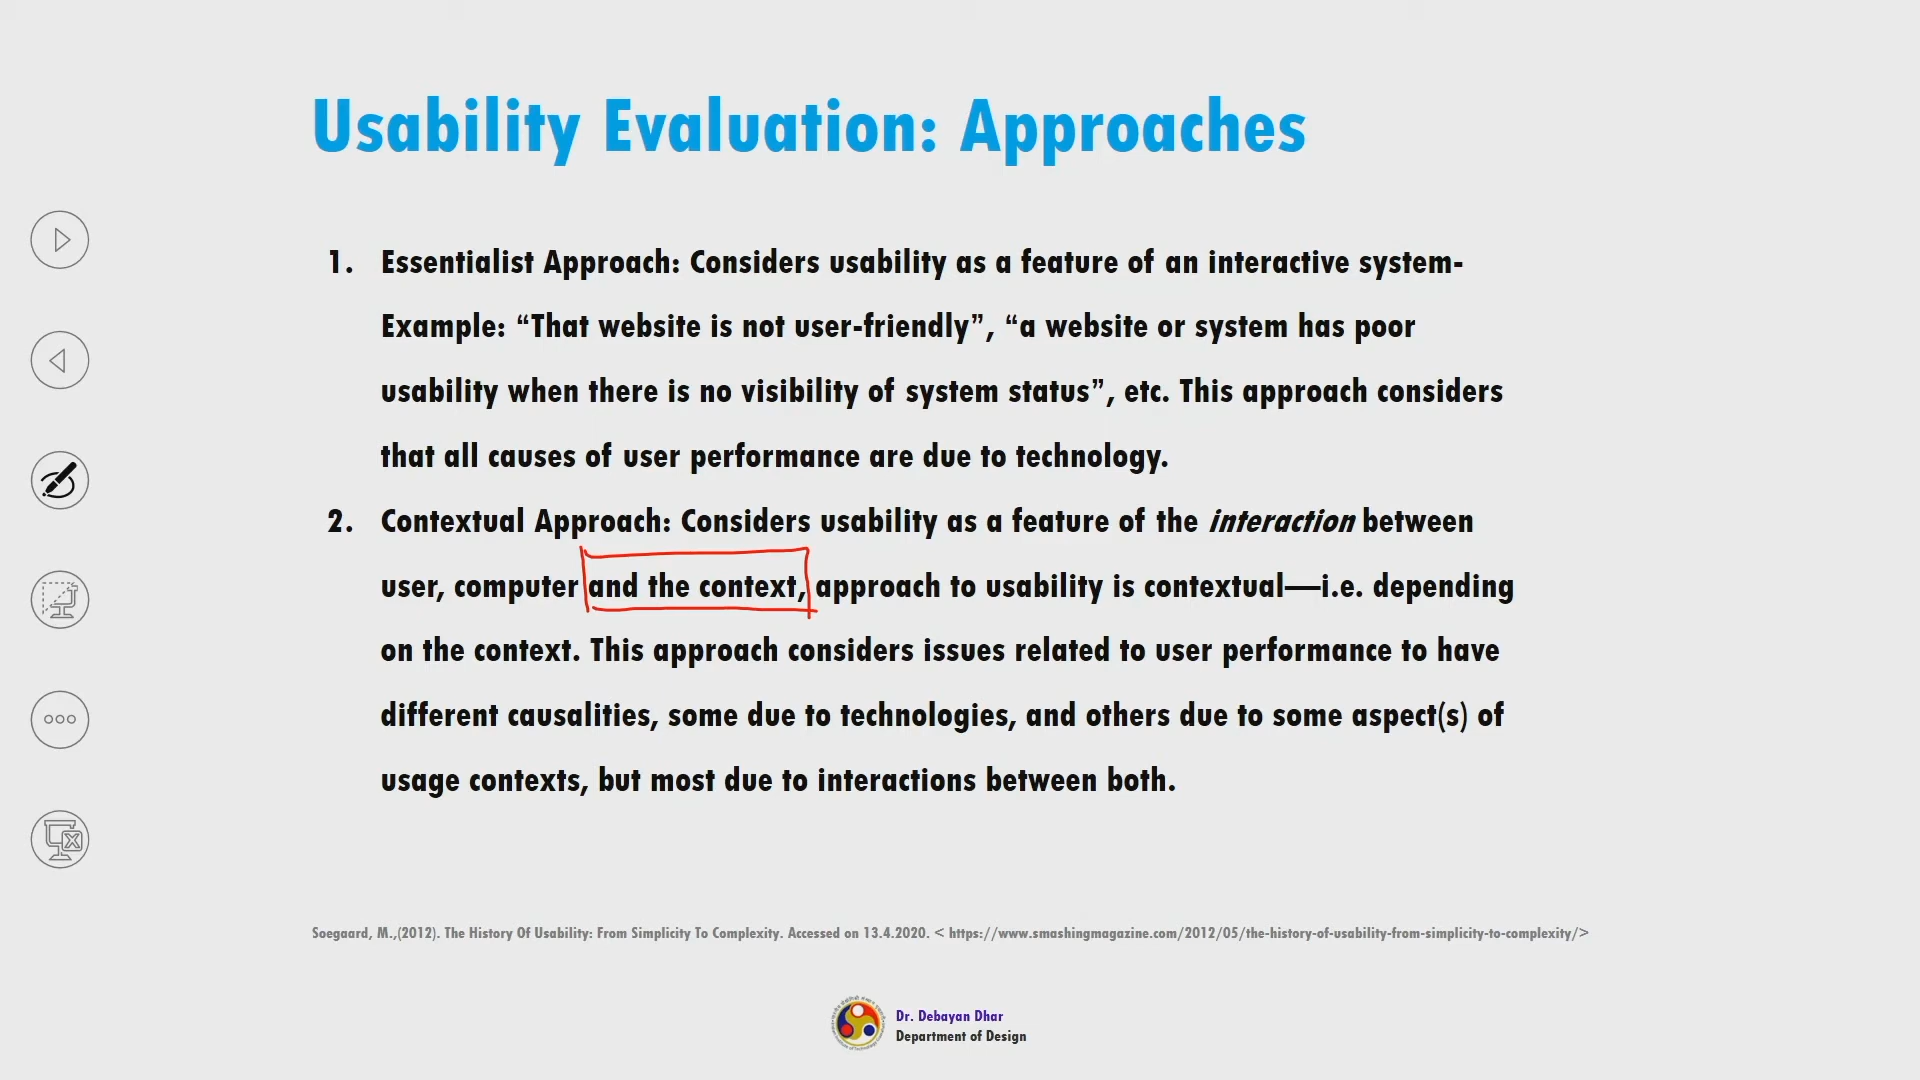 Usability Evaluation: Approaches
1. Essentialist Approach: Considers usability as a feature of an interactive system-
Example: “That website is not user-friendly”, “a website or system has poor
usability when there is no visibility of system status”, etc. This approach considers
that all causes of user performance are due to technology.
2. Contextual Approach: Considers usability as a feature of the interaction between
user, computer and the context, approach to usability is contextual—i.e. depending
on the context. This approach considers issues related to user performance to have
different causalities, some due to technologies, and others due to some aspect(s) of
usage contexts, but most due to interactions between both.
Soegaard, M.,(2012). The History Of Usability: From Simplicity To Complexity. Accessed on 13.4.2020. < https://www.smashingmagazine.com/2012/05/the-history-of-usability-from-simplicity-to-complexity/>
Dr. Debayan Dhar
Department of Design